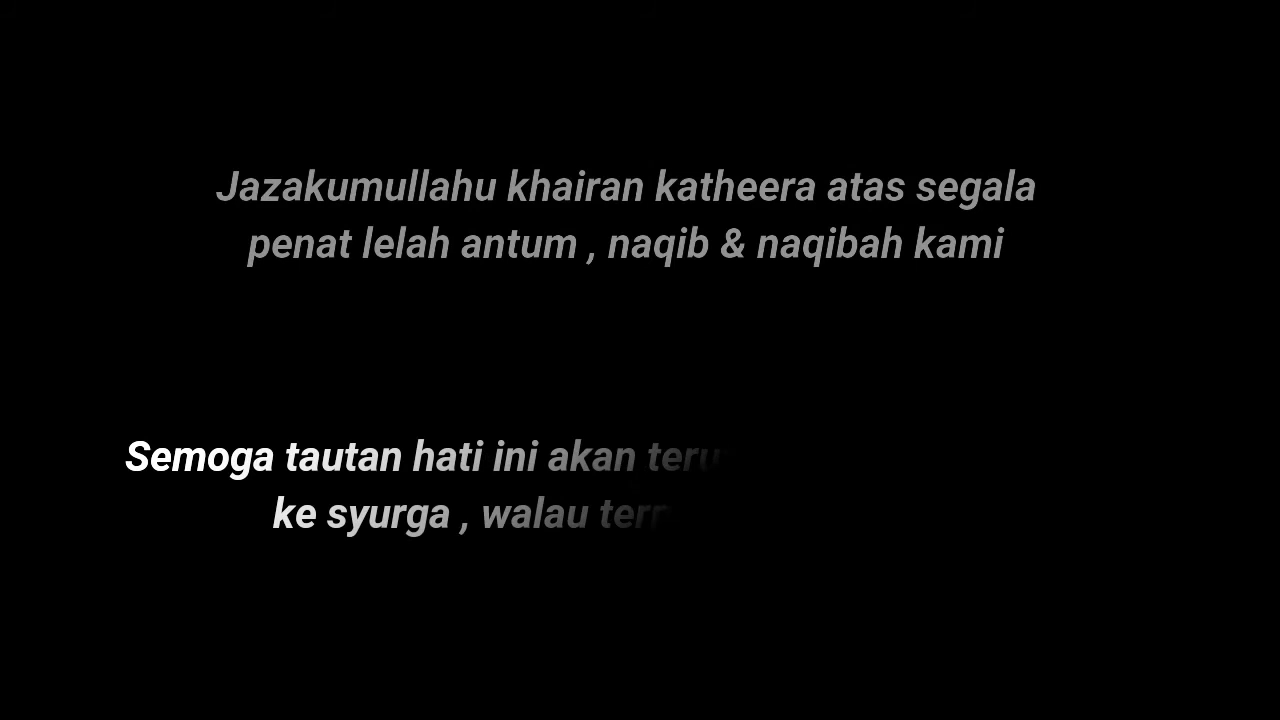 Jazakumullahu khairan katheera atas segala
penat lelah antum , naqib & naqibah kami
Semoga tautan hati ini akan
ke syurga , walau